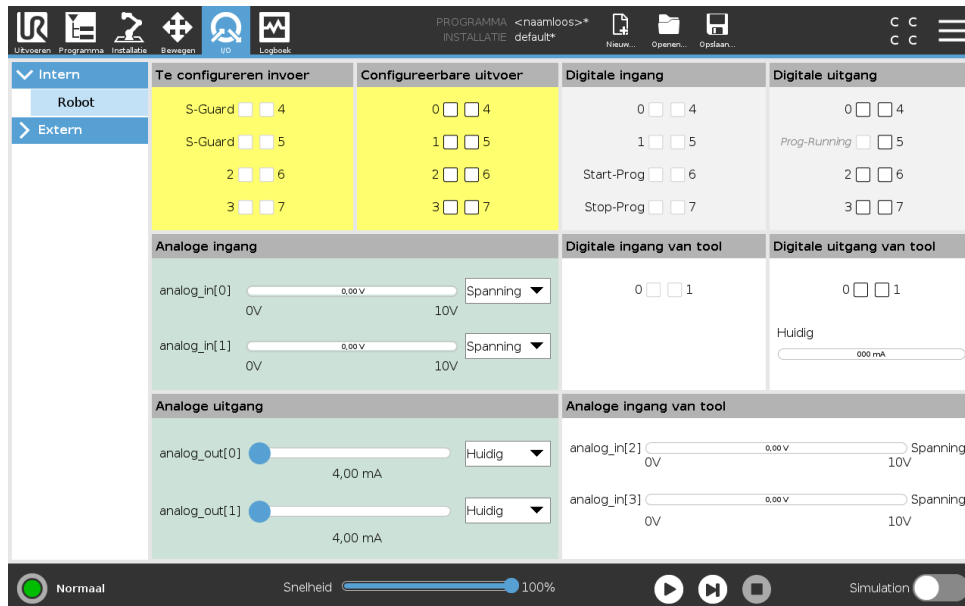 UR
PROGRAMMA <naamloos>*
INSTALLATIE default*
Uitvoeren Programma Installatie Bewegen I/O Logboek
Nieuw... Openen... Opslaan...
C C
C C
Intern
Robot
Extern
Te configureren invoer
S-Guard 4
S-Guard 5
2 6
3 7
Configureerbare uitvoer
0 4
1 5
2 6
3 7
Digitale ingang
0 4
1 5
Start-Prog 6
Stop-Prog 7
Digitale uitgang
0 4
Prog-Running 5
2 6
3 7
Analoge ingang
analog_in[0] 0,00 V Spanning
0V 10V
analog_in[1] 0,00 V Spanning
0V 10V
Digitale ingang van tool
0 1
Digitale uitgang van tool
0 1
Huidig
000 mA
Analoge uitgang
analog_out[0] Huidig
4,00 mA
analog_out[1] Huidig
4,00 mA
Analoge ingang van tool
analog_in[2] 0,00 V Spanning
0V 10V
analog_in[3] 0,00 V Spanning
0V 10V
Normaal Snelheid 100% Simulation